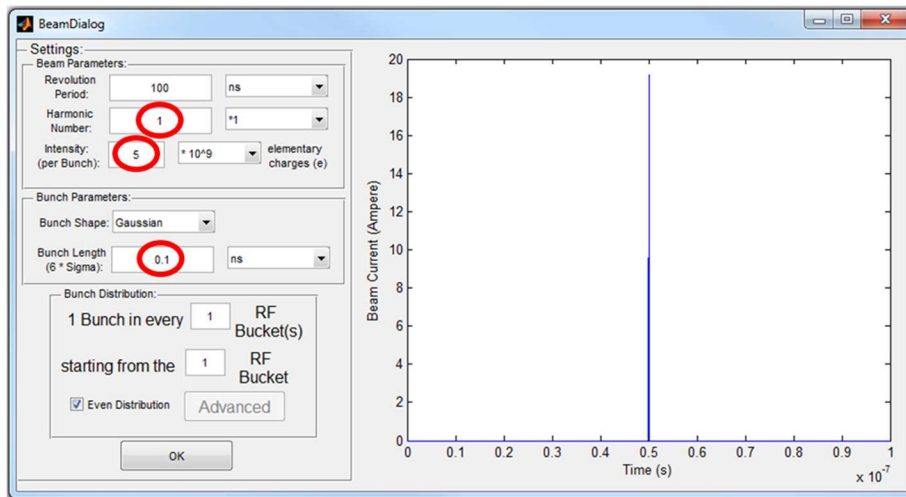 BeamDialog
Settings:
Beam Parameters:
Revolution
Period:
100
ns
Harmonic
Number:
1
*1
Intensity:
(per Bunch):
5
* 10^9
elementary
charges (e)
Bunch Parameters:
Bunch Shape:
Gaussian
Bunch Length
(6 * Sigma):
0.1
ns
Bunch Distribution:
1 Bunch in every
1
RF
Bucket(s)
starting from the
1
RF
Bucket
Even Distribution
Advanced
OK
20
18
16
14
12
10
8
6
4
2
0
Beam Current (Ampere)
0
0.1
0.2
0.3
0.4
0.5
0.6
0.7
0.8
0.9
1
Time (s)
x 10^-7